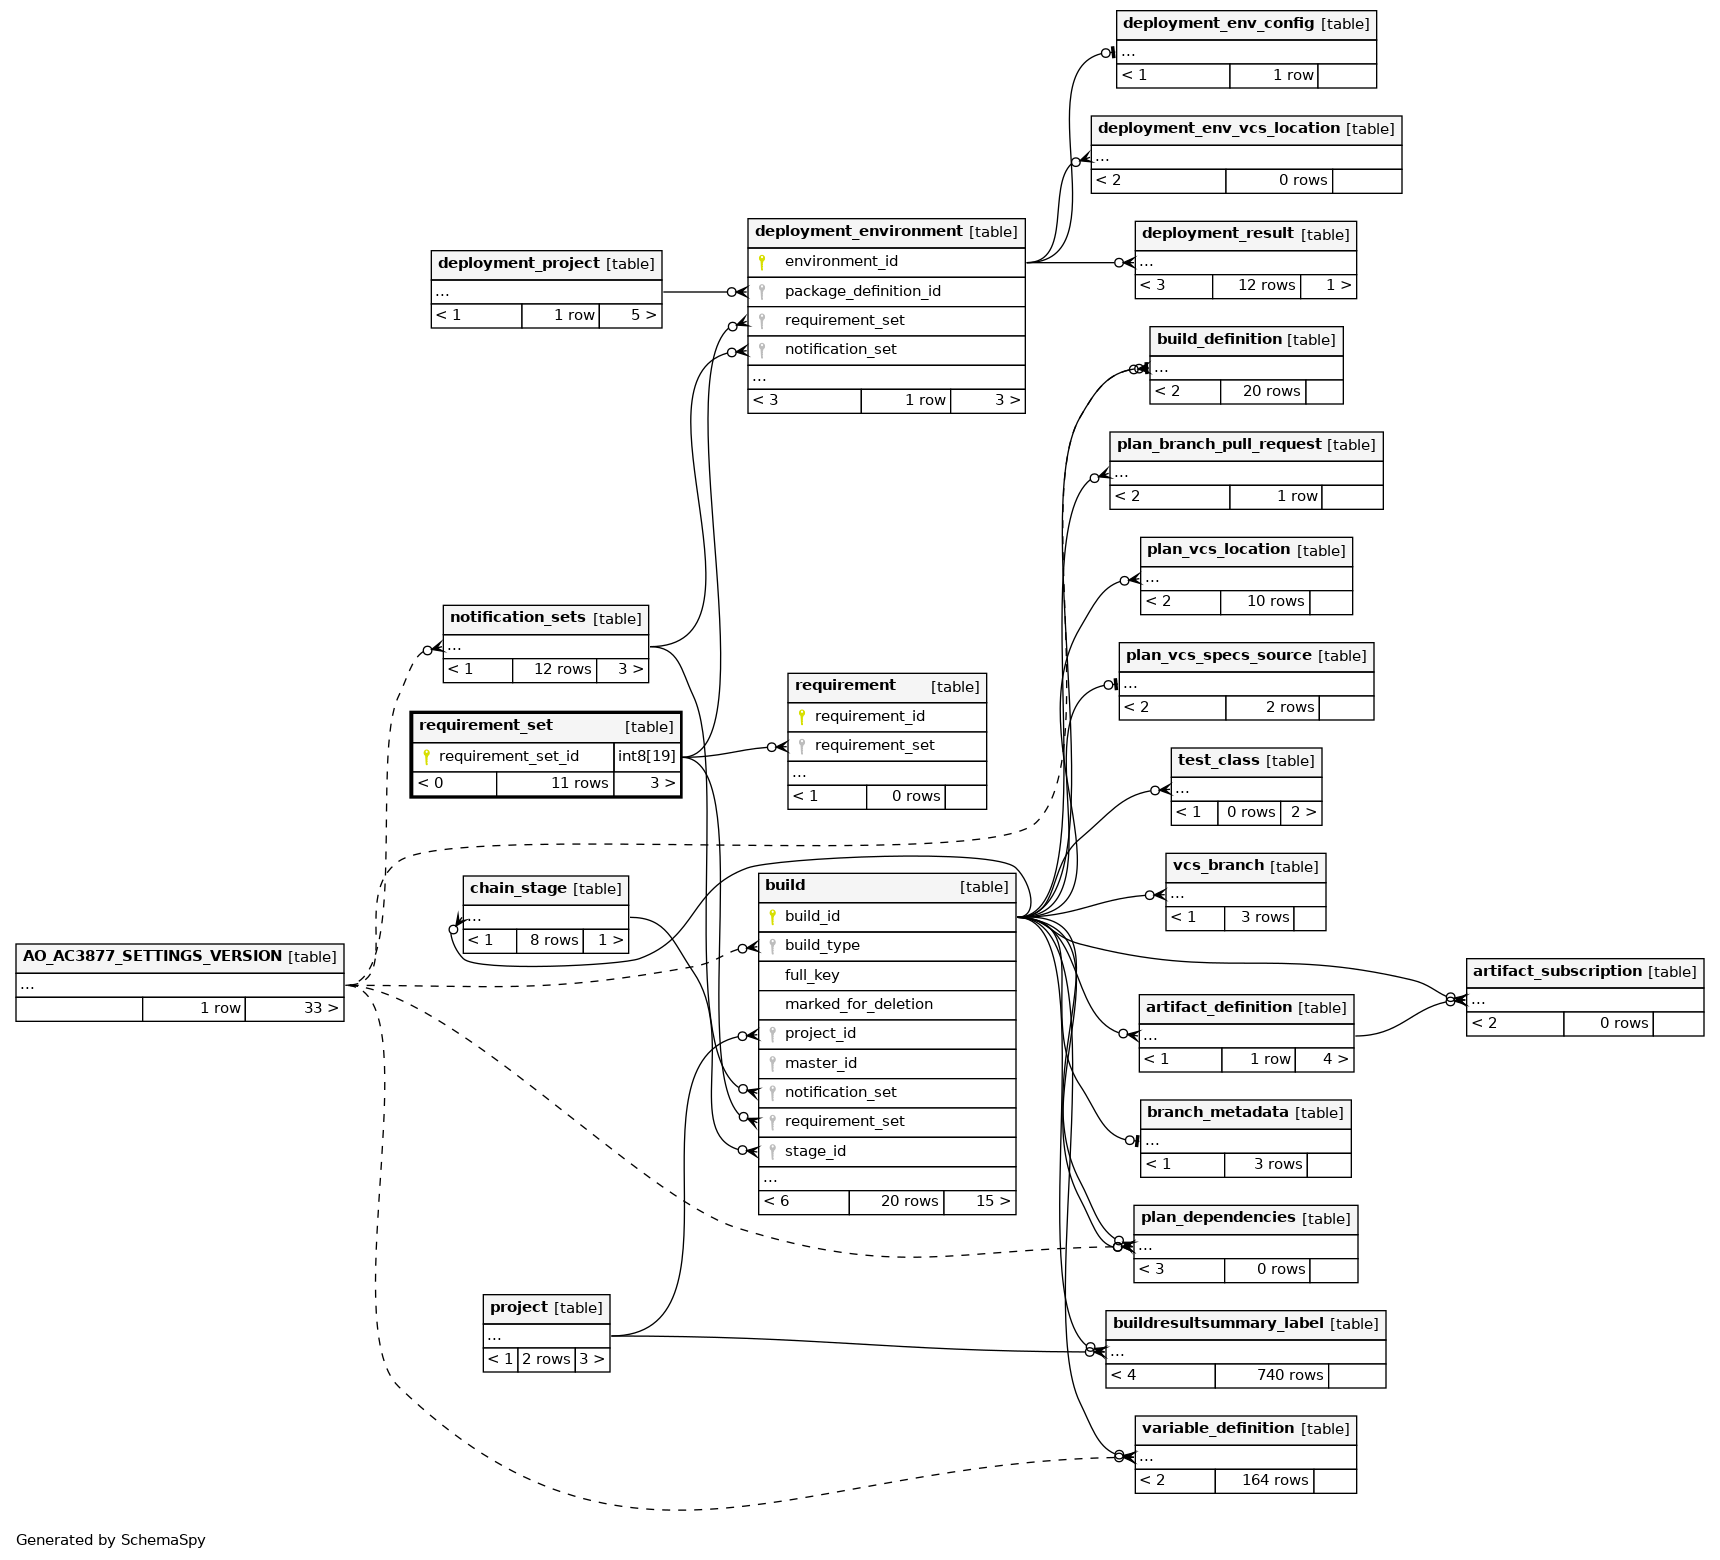 deployment_env_config [table]
...
< 1 1 row
deployment_env_vcs_location [table]
...
< 2 0 rows
deployment_environment [table]
environment_id
package_definition_id
requirement_set
notification_set
...
< 3 1 row 3 >
deployment_result [table]
...
< 3 12 rows 1 >
deployment_project [table]
...
< 1 1 row 5 >
build_definition [table]
...
< 2 20 rows
plan_branch_pull_request [table]
...
< 2 1 row
plan_vcs_location [table]
...
< 2 10 rows
notification_sets [table]
...
< 1 12 rows 3 >
plan_vcs_specs_source [table]
...
< 2 2 rows
requirement [table]
requirement_id
requirement_set
...
< 1 0 rows
requirement_set [table]
requirement_set_id int8[19]
< 0 11 rows 3 >
test_class [table]
...
< 1 0 rows 2 >
vcs_branch [table]
...
< 1 3 rows
chain_stage [table]
...
< 1 8 rows 1 >
build [table]
build_id
build_type
full_key
marked_for_deletion
project_id
master_id
notification_set
requirement_set
stage_id
...
< 6 20 rows 15 >
AO_AC3877_SETTINGS_VERSION [table]
...
1 row 33 >
artifact_subscription [table]
...
< 2 0 rows
artifact_definition [table]
...
< 1 1 row 4 >
branch_metadata [table]
...
< 1 3 rows
plan_dependencies [table]
...
< 3 0 rows
project [table]
...
< 1 2 rows 3 >
buildresultsummary_label [table]
...
< 4 740 rows
variable_definition [table]
...
< 2 164 rows
Generated by SchemaSpy